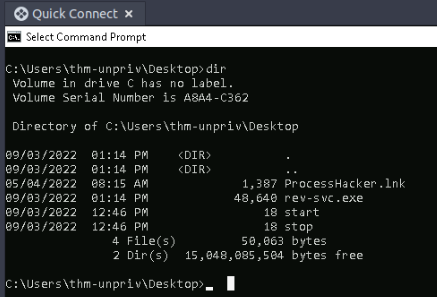 Quick Connect ×
Select Command Prompt
C:\Users\thm-unpriv\Desktop>dir
 Volume in drive C has no label.
 Volume Serial Number is A8A4-C362
 Directory of C:\Users\thm-unpriv\Desktop
09/03/2022  01:14 PM    <DIR>          .
09/03/2022  01:14 PM    <DIR>          ..
05/04/2022  08:15 AM             1,387 ProcessHacker.lnk
09/03/2022  01:14 PM            48,640 rev-svc.exe
09/03/2022  12:46 PM                18 start
09/03/2022  12:46 PM                18 stop
               4 File(s)         50,063 bytes
               2 Dir(s)  15,048,085,504 bytes free
C:\Users\thm-unpriv\Desktop>